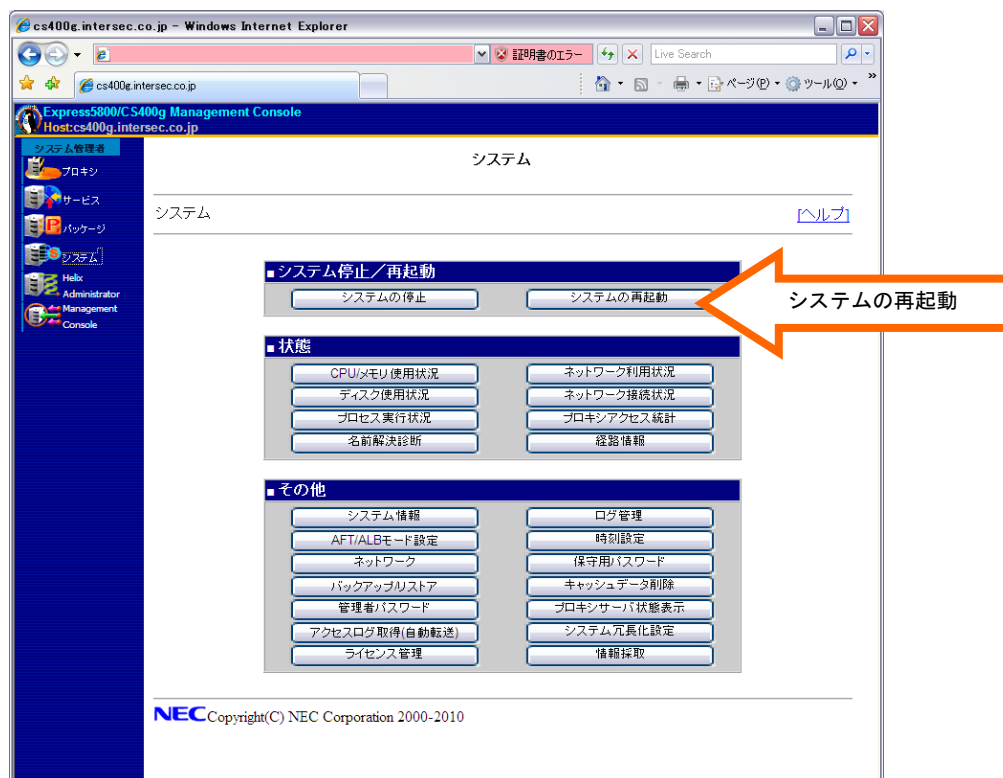 cs400g.intersec.co.jp - Windows Internet Explorer
証明書のエラー
Live Search
cs400g.intersec.co.jp
ページ(P)
ツール(O)
»
Express5800/CS400g Management Console
Host:cs400g.intersec.co.jp
システム管理者
プロキシ
サービス
パッケージ
システム
Helix
Administrator
Management
Console
システム
システム
[ヘルプ]
■システム停止／再起動
システムの停止
システムの再起動
システムの再起動
■状態
CPU/メモリ使用状況
ネットワーク利用状況
ディスク使用状況
ネットワーク接続状況
プロセス実行状況
プロキシアクセス統計
名前解決診断
経路情報
■その他
システム情報
ログ管理
AFT/ALBモード設定
時刻設定
ネットワーク
保守用パスワード
バックアップ/リストア
キャッシュデータ削除
管理者パスワード
プロキシサーバ状態表示
アクセスログ取得(自動転送)
システム冗長化設定
ライセンス管理
情報採取
NEC Copyright(C) NEC Corporation 2000-2010